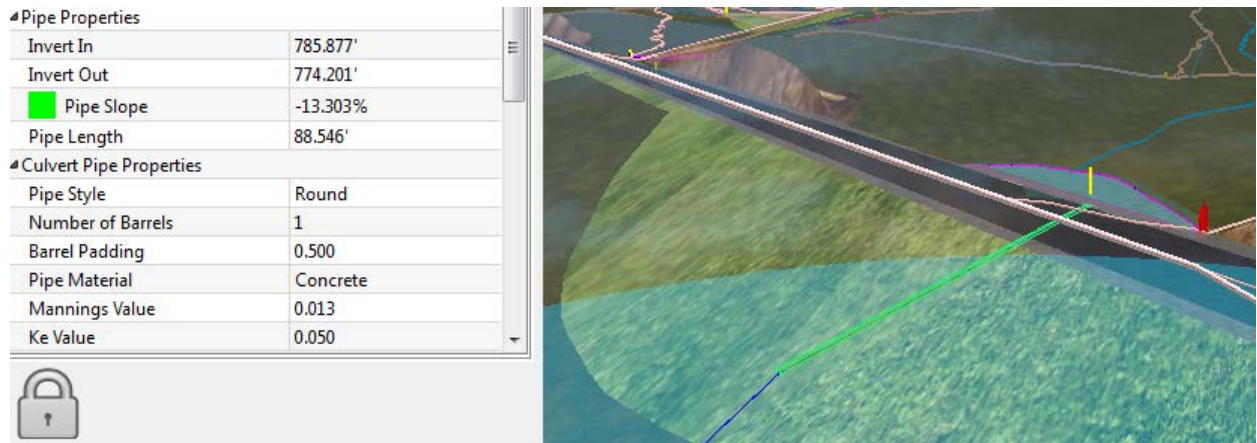 Pipe Properties
Invert In 785.877'
Invert Out 774.201'
Pipe Slope -13.303%
Pipe Length 88.546'
Culvert Pipe Properties
Pipe Style Round
Number of Barrels 1
Barrel Padding 0.500
Pipe Material Concrete
Mannings Value 0.013
Ke Value 0.050